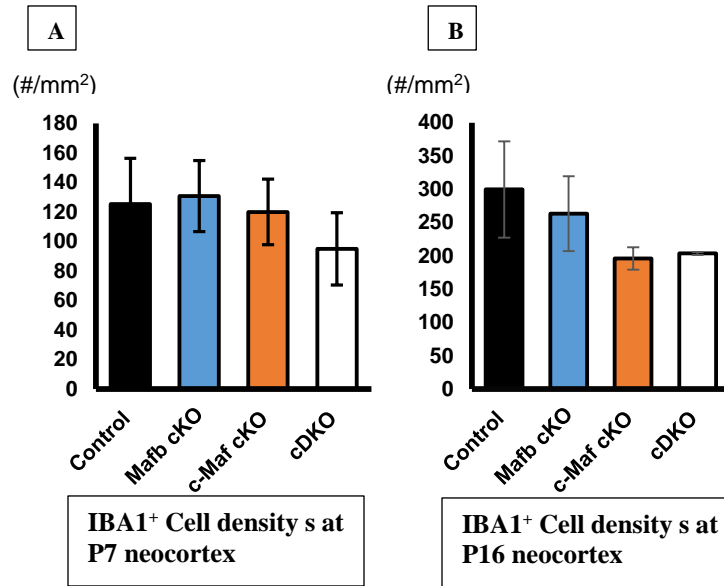 A
(#/mm²)
180
160
140
120
100
80
60
40
20
0
Control
Mafb cKO
c-Maf cKO
cDKO
IBA1⁺ Cell density s at
P7 neocortex
B
(#/mm²)
400
350
300
250
200
150
100
50
0
Control
Mafb cKO
c-Maf cKO
cDKO
IBA1⁺ Cell density s at
P16 neocortex